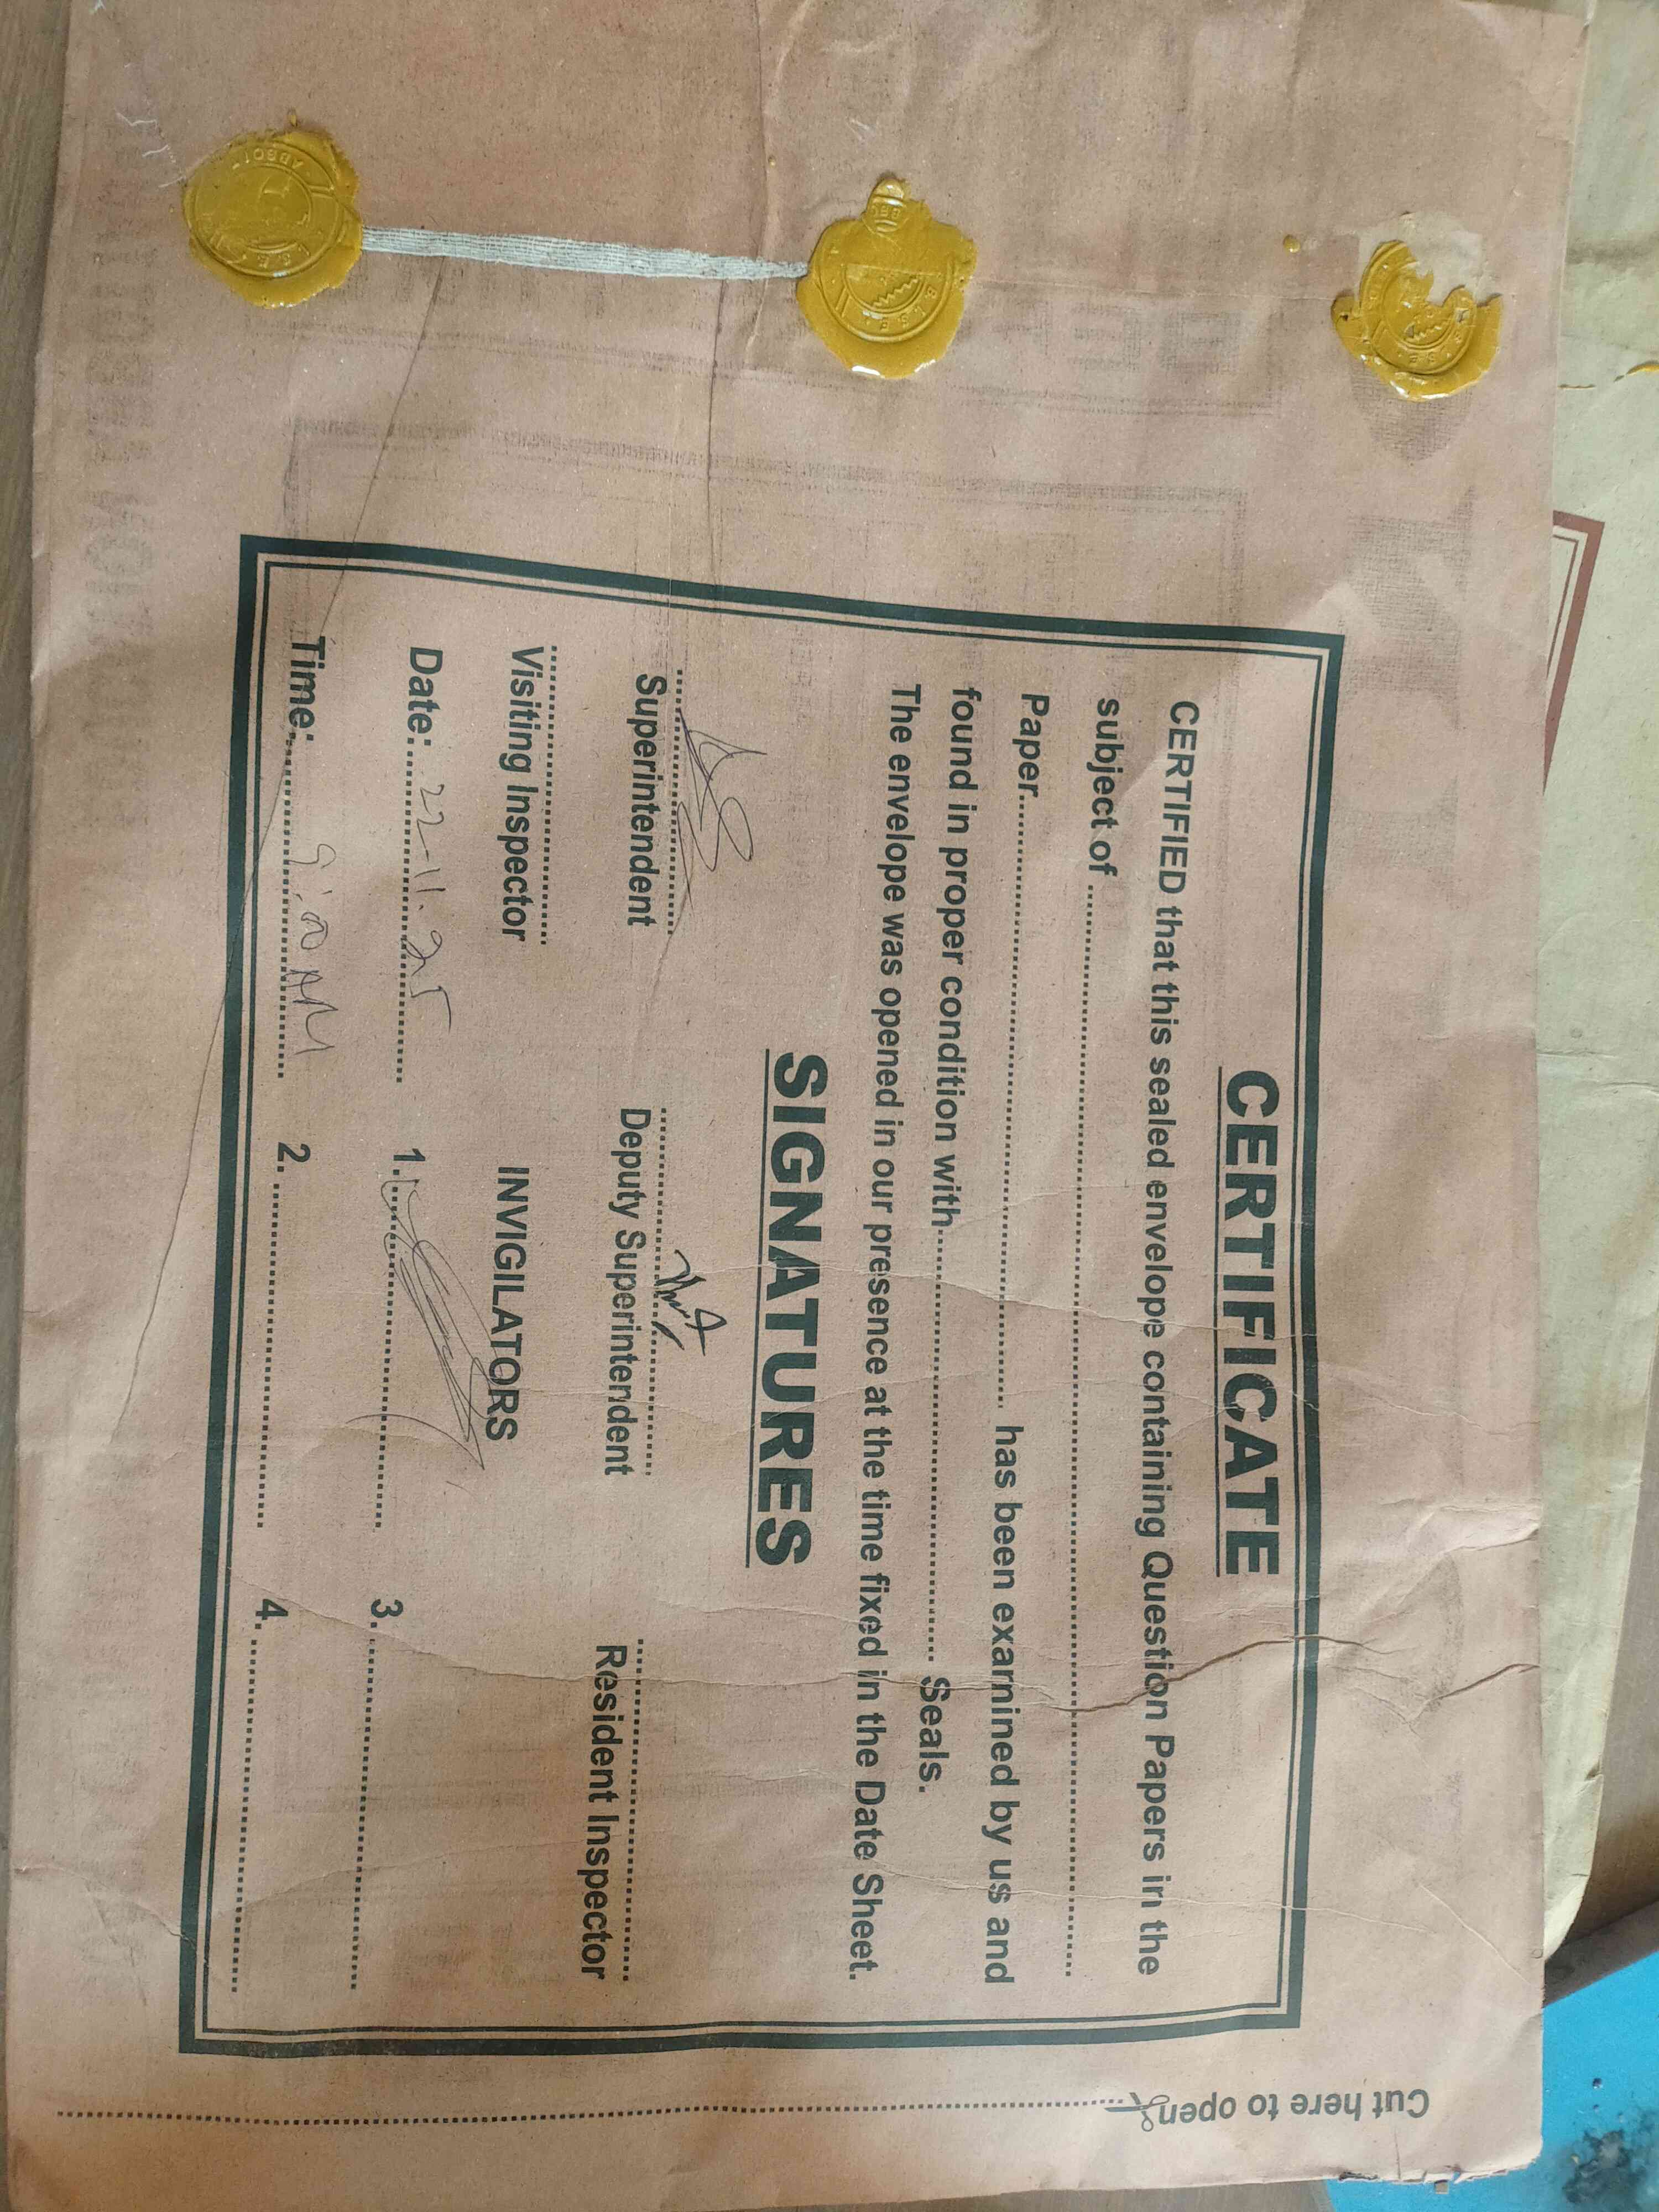 CERTIFICATE
CERTIFIED that this sealed envelope containing Question Papers in the
subject of ................................................
Paper................................................ has been examined by us and
found in proper condition with................................................ Seals.
The envelope was opened in our presence at the time fixed in the Date Sheet.
SIGNATURES
Superintendent Deputy Superintendent Resident Inspector
Visiting Inspector INVIGILATORS
Date: 22-11-2025 1. 3.
Time: 9:00 AM 2. 4.
Cut here to open